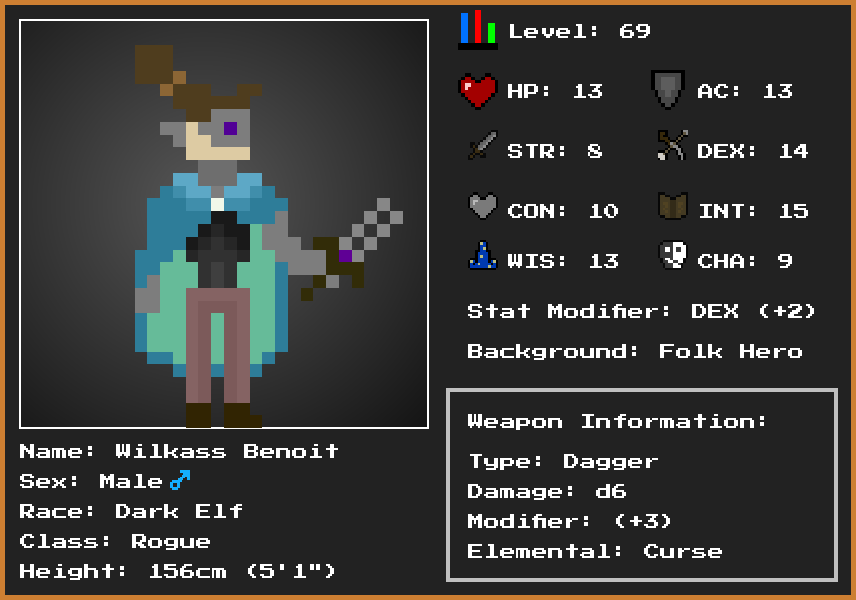 Level: 69
HP: 13 AC: 13
STR: 8 DEX: 14
CON: 10 INT: 15
WIS: 13 CHA: 9
Stat Modifier: DEX (+2)
Background: Folk Hero
Weapon Information:
Type: Dagger
Damage: d6
Modifier: (+3)
Elemental: Curse
Name: Wilkass Benoit
Sex: Male ♂
Race: Dark Elf
Class: Rogue
Height: 156cm (5'1")